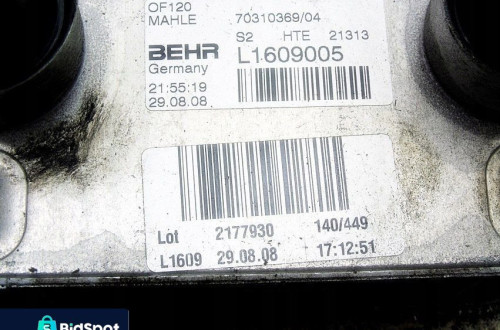 OF120
MAHLE 70310369/04
S2 HTE 21313
BEHR L1609005
Germany
21:55:19
29.08.08
Lot 2177930 140/449
L1609 29.08.08 17:12:51
BidSpot